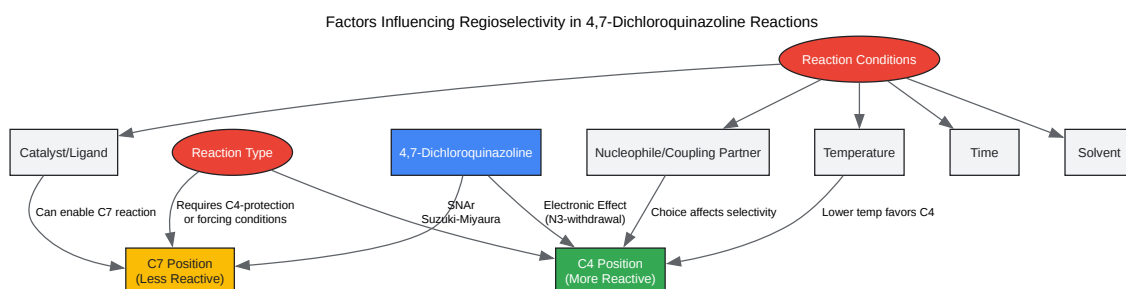 Factors Influencing Regioselectivity in 4,7-Dichloroquinazoline Reactions
Reaction Conditions
Catalyst/Ligand
Reaction Type
4,7-Dichloroquinazoline
Nucleophile/Coupling Partner
Temperature
Time
Solvent
Can enable C7 reaction
Requires C4-protection
or forcing conditions
SNAr
Suzuki-Miyaura
Electronic Effect
(N3-withdrawal)
Choice affects selectivity
Lower temp favors C4
C7 Position
(Less Reactive)
C4 Position
(More Reactive)